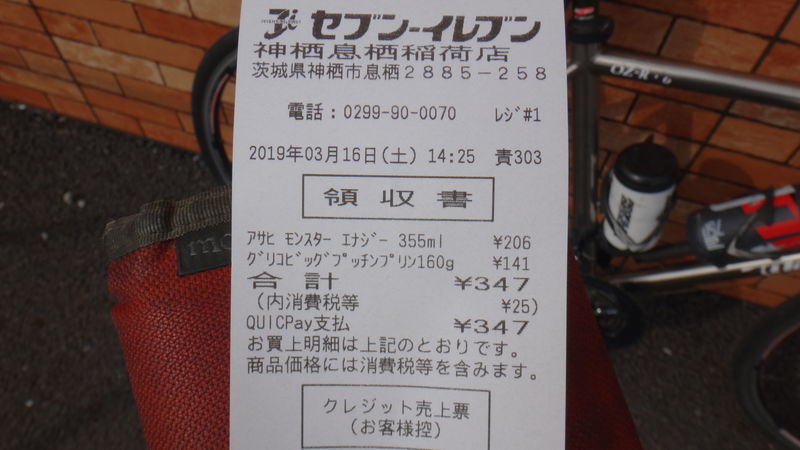 セブン-イレブン
神栖息栖稲荷店
茨城県神栖市息栖2885-258
電話:0299-90-0070 レジ#1
2019年03月16日(土) 14:25 責303
領収書
アサヒ モンスター エナジー 355ml ¥206
グリコビッグプッチンプリン160g ¥141
合計 ¥347
(内消費税等 ¥25)
QUICPay支払 ¥347
お買上明細は上記のとおりです。
商品価格には消費税等を含みます。
クレジット売上票
(お客様控)